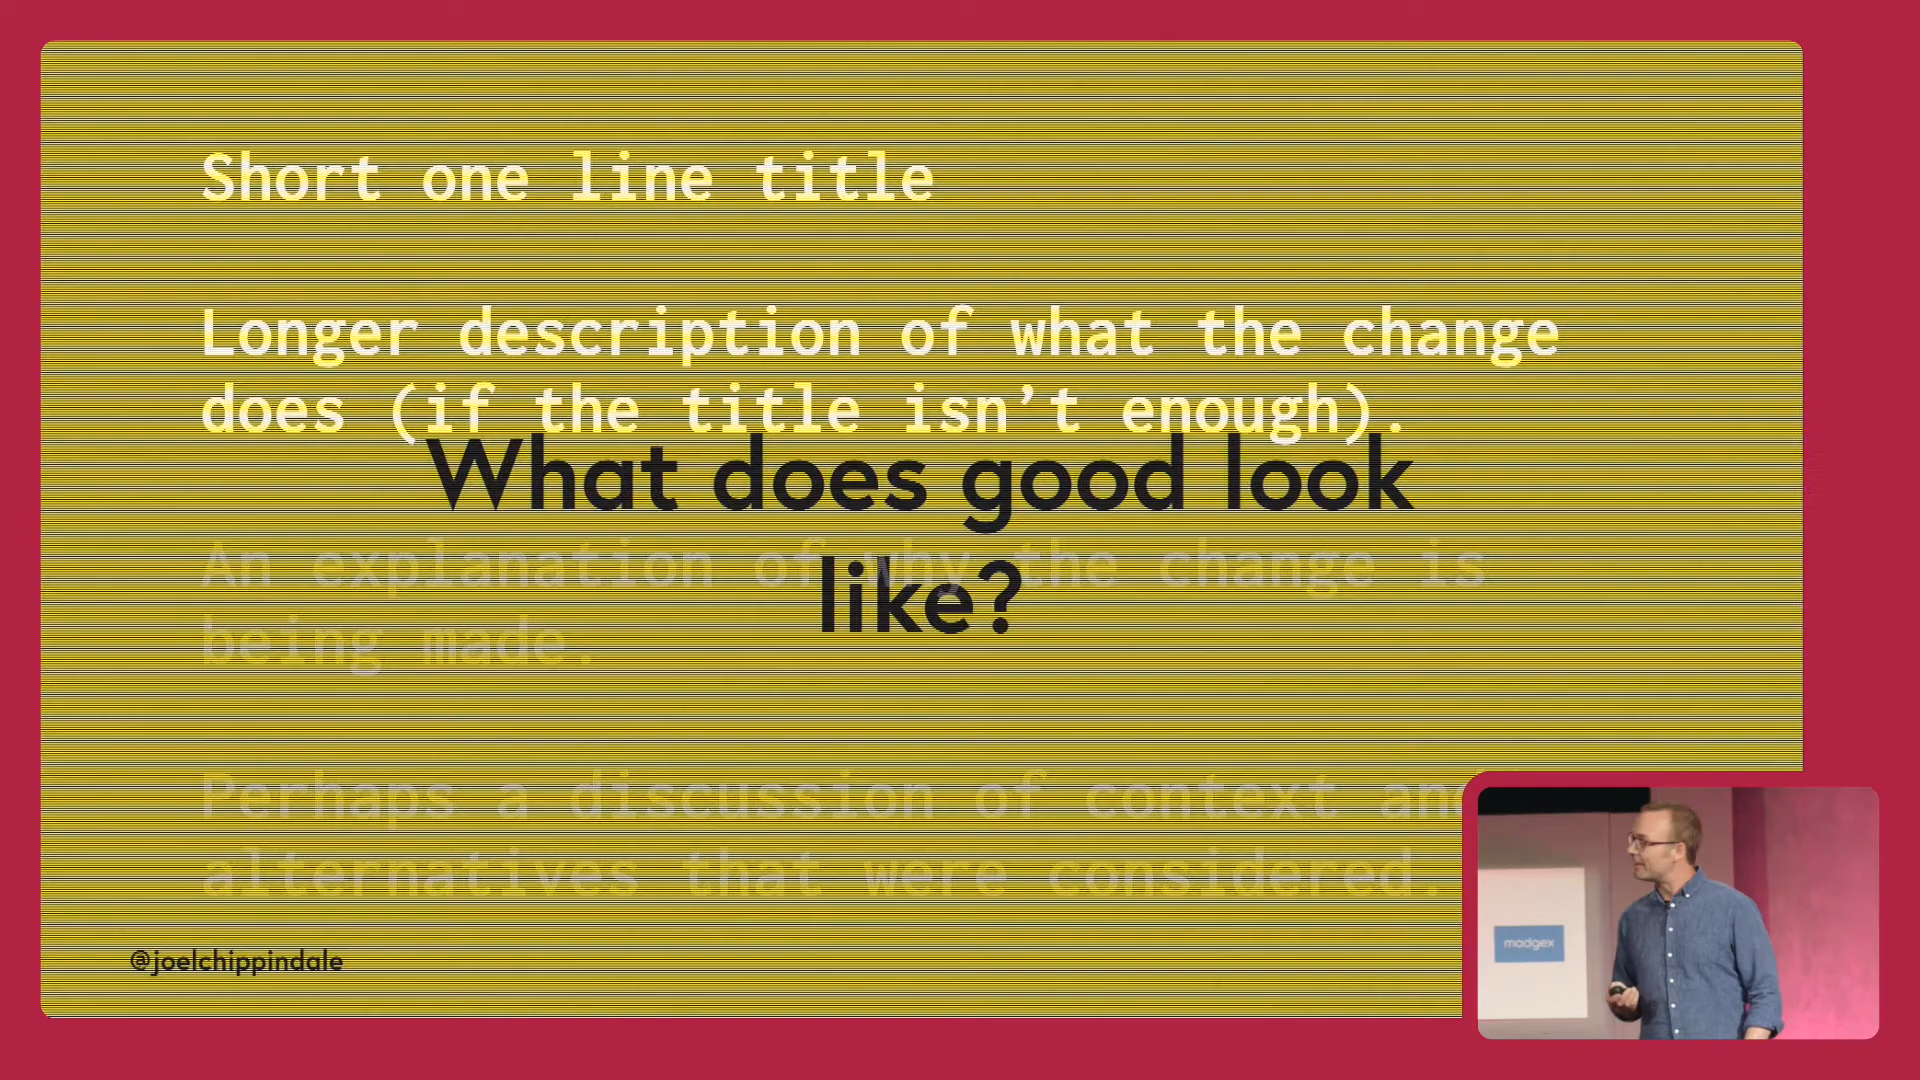 Short one line title
Longer description of what the change
does (if the title isn’t enough).
What does good look
like?
An explanation of why the change is
being made.
Perhaps a discussion of context and
alternatives that were considered.
@joelchippindale
madgex